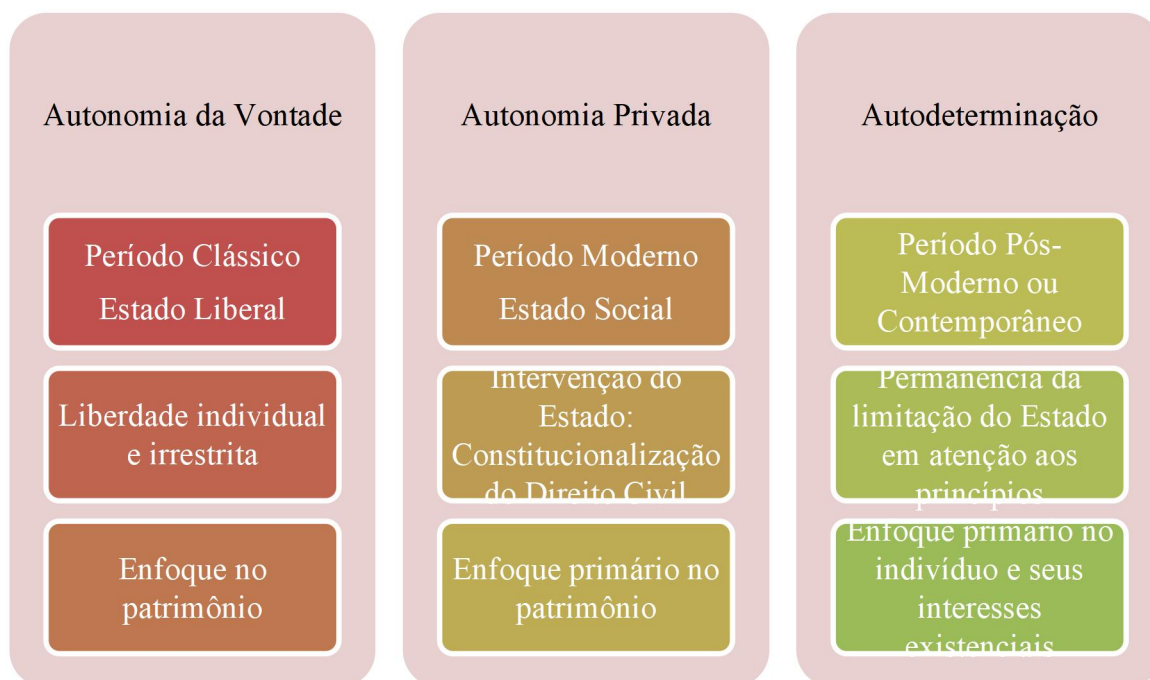 Autonomia da Vontade
Período Clássico
Estado Liberal
Liberdade individual
e irrestrita
Enfoque no
patrimônio
Autonomia Privada
Período Moderno
Estado Social
Intervenção do
Estado:
Constitucionalização
do Direito Civil
Enfoque primário no
patrimônio
Autodeterminação
Período Pós-
Moderno ou
Contemporâneo
Permanência da
limitação do Estado
em atenção aos
princípios
Enfoque primário no
indivíduo e seus
interesses
existenciais